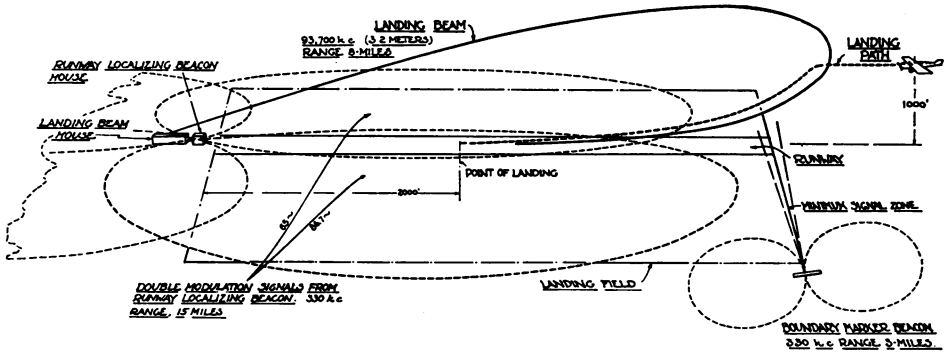 LANDING BEAM
93,700 k.c (3.2 METERS)
RANGE 8-MILES
LANDING
PATH
RUNWAY LOCALIZING BEACON
HOUSE
1000'
LANDING BEAM
HOUSE
RUNWAY
POINT OF LANDING
2000'
65~
86.7~
MINIMUM SIGNAL ZONE
DOUBLE MODULATION SIGNALS FROM
RUNWAY LOCALIZING BEACON. 330 k c
RANGE, 15 MILES
LANDING FIELD
BOUNDARY MARKER BEACON
330 k. c RANGE 3-MILES.